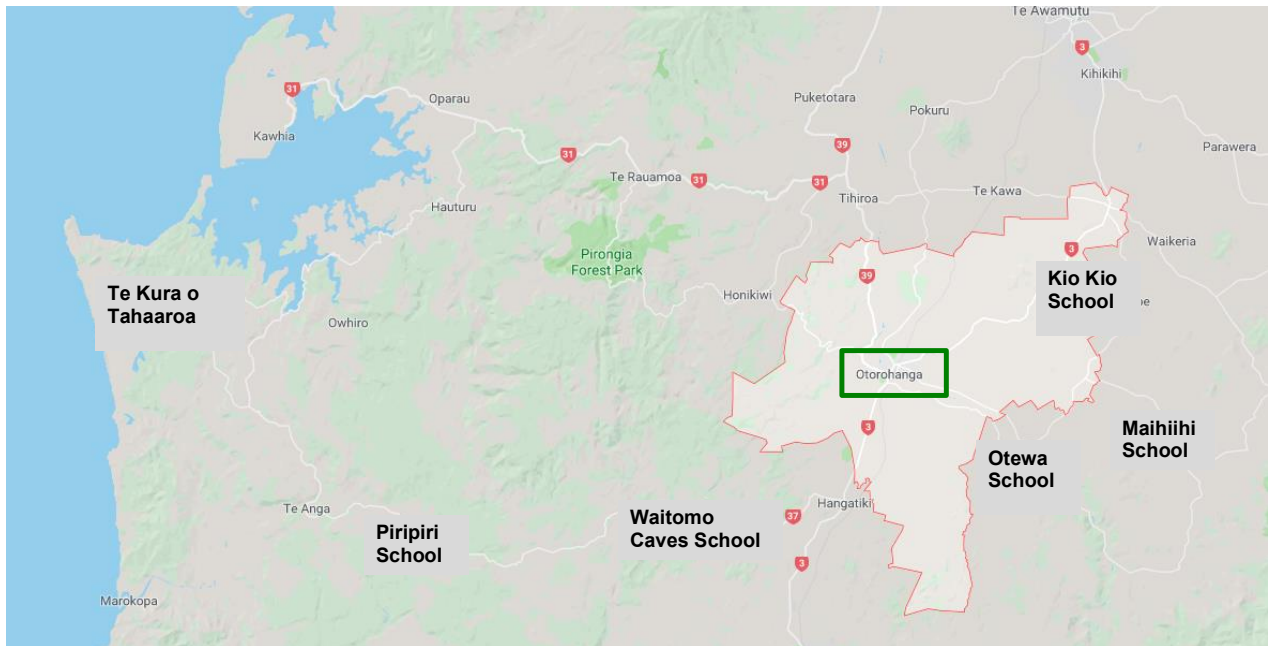 Te Awamutu
3
Kihikihi
31
Oparau
Puketotara
Pokuru
Kawhia
39
Parawera
31
Te Rauamoa
31
31
Te Kawa
Tihiroa
Hauturu
Waikeria
3
Pirongia
Forest Park
39
Kio Kio
School
Te Kura o
Tahaaroa
Honikiwi
be
Owhiro
Otorohanga
3
Maihiihi
School
Otewa
School
Hangatiki
Te Anga
Waitomo
Caves School
37
Piripiri
School
3
Marokopa